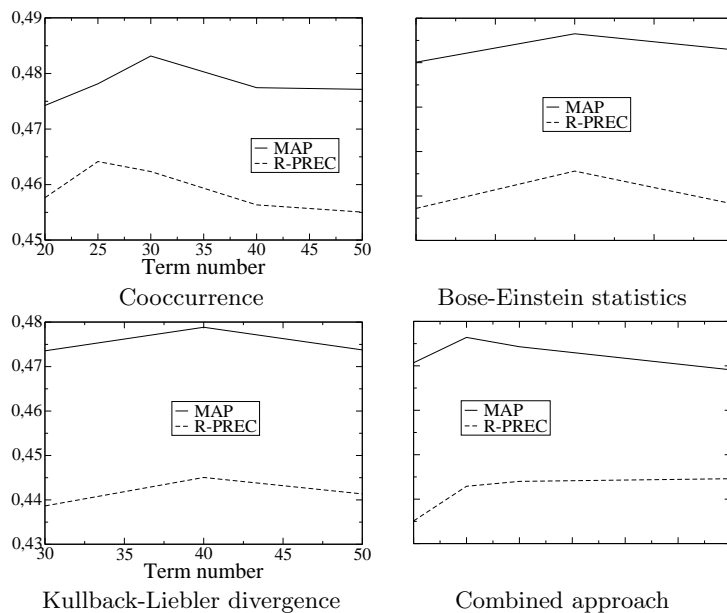 0,49
0,48
0,47
0,46
0,45
MAP
R-PREC
20 25 30 35 40 45 50
Term number
Cooccurrence
MAP
R-PREC
Bose-Einstein statistics
0,48
0,47
0,46
0,45
0,44
0,43
MAP
R-PREC
30 35 40 45 50
Term number
Kullback-Liebler divergence
MAP
R-PREC
Combined approach